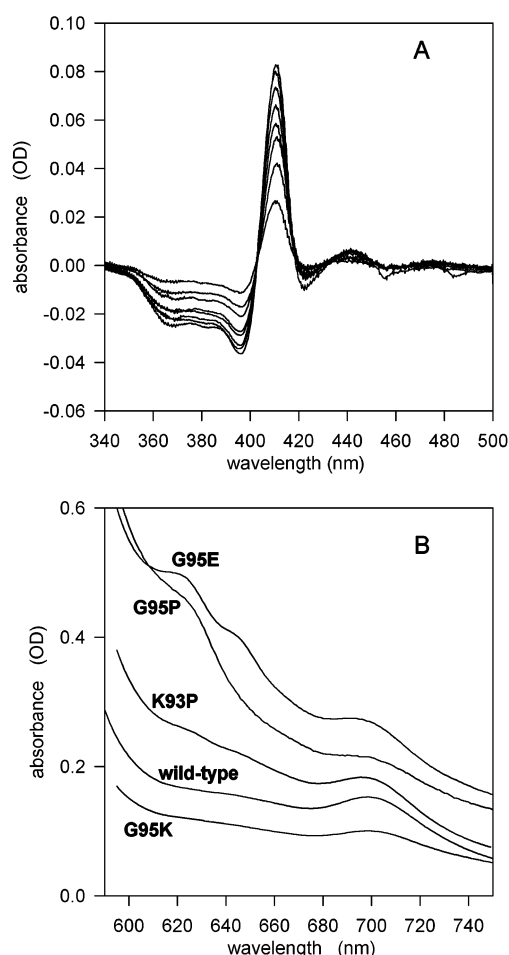 0.10
A
0.08
0.06
0.04
0.02
0.00
-0.02
-0.04
-0.06
absorbance (OD)
340 360 380 400 420 440 460 480 500
wavelength (nm)
0.6
B
G95E
G95P
0.4
K93P
wild-type
0.2
G95K
0.0
absorbance (OD)
600 620 640 660 680 700 720 740
wavelength (nm)